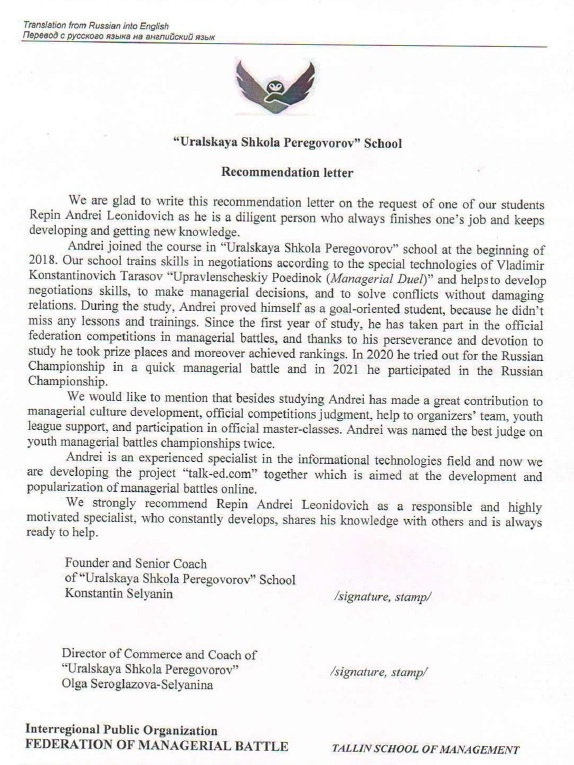 Translation from Russian into English
Перевод с русского языка на английский язык
“Uralskaya Shkola Peregovorov” School
Recommendation letter
We are glad to write this recommendation letter on the request of one of our students
Repin Andrei Leonidovich as he is a diligent person who always finishes one’s job and keeps
developing and getting new knowledge.
Andrei joined the course in “Uralskaya Shkola Peregovorov” school at the beginning of
2018. Our school trains skills in negotiations according to the special technologies of Vladimir
Konstantinovich Tarasov “Upravlenscheskiy Poedinok (Managerial Duel)” and helps to develop
negotiations skills, to make managerial decisions, and to solve conflicts without damaging
relations. During the study, Andrei proved himself as a goal-oriented student, because he didn’t
miss any lessons and trainings. Since the first year of study, he has taken part in the official
federation competitions in managerial battles, and thanks to his perseverance and devotion to
study he took prize places and moreover achieved rankings. In 2020 he tried out for the Russian
Championship in a quick managerial battle and in 2021 he participated in the Russian
Championship.
We would like to mention that besides studying Andrei has made a great contribution to
managerial culture development, official competitions judgment, help to organizers’ team, youth
league support, and participation in official master-classes. Andrei was named the best judge on
youth managerial battles championships twice.
Andrei is an experienced specialist in the informational technologies field and now we
are developing the project “talk-ed.com” together which is aimed at the development and
popularization of managerial battles online.
We strongly recommend Repin Andrei Leonidovich as a responsible and highly
motivated specialist, who constantly develops, shares his knowledge with others and is always
ready to help.
Founder and Senior Coach
of “Uralskaya Shkola Peregovorov” School
Konstantin Selyanin /signature, stamp/
Director of Commerce and Coach of
“Uralskaya Shkola Peregovorov” /signature, stamp/
Olga Seroglazova-Selyanina
Interregional Public Organization
FEDERATION OF MANAGERIAL BATTLE TALLIN SCHOOL OF MANAGEMENT